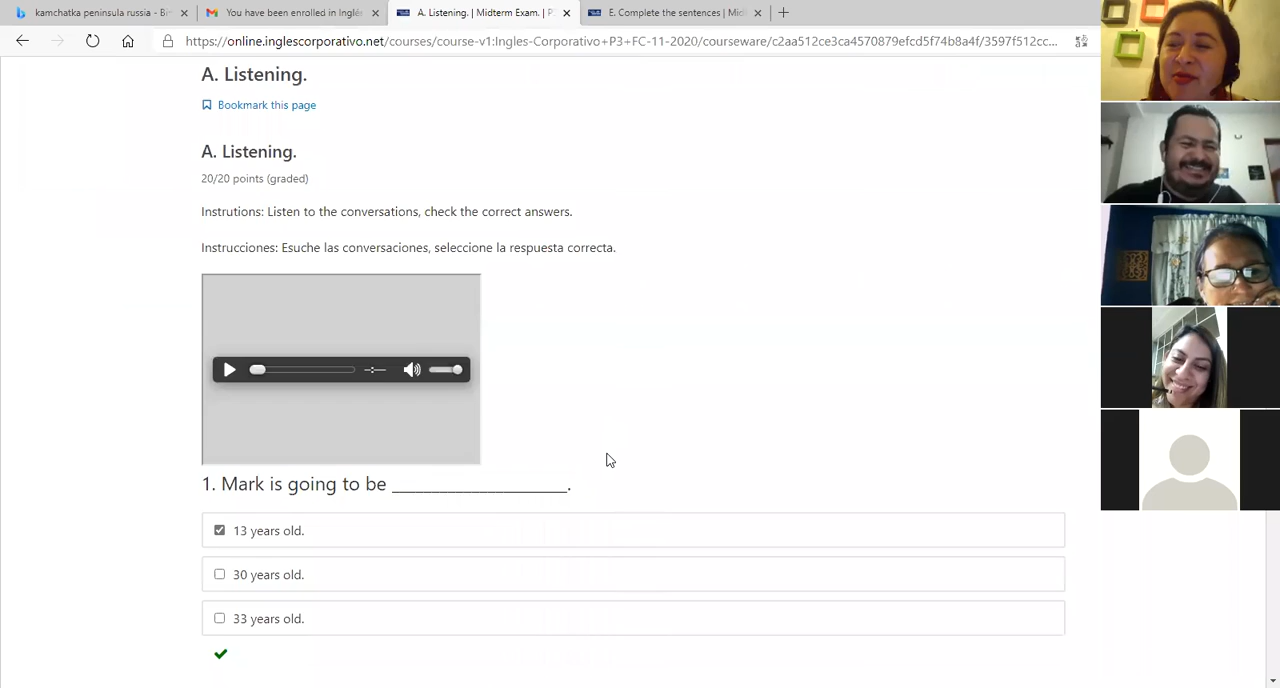 kamchatka peninsula russia - Bi
You have been enrolled in Inglé
A. Listening. | Midterm Exam. | P
E. Complete the sentences | Mid
https://online.inglescorporativo.net/courses/course-v1:Ingles-Corporativo+P3+FC-11-2020/courseware/c2aa512ce3ca4570879efcd5f74b8a4f/3597f512cc...
A. Listening.
Bookmark this page
A. Listening.
20/20 points (graded)
Instrutions: Listen to the conversations, check the correct answers.
Instrucciones: Esuche las conversaciones, seleccione la respuesta correcta.
-:-
1. Mark is going to be ______________________.
13 years old.
30 years old.
33 years old.